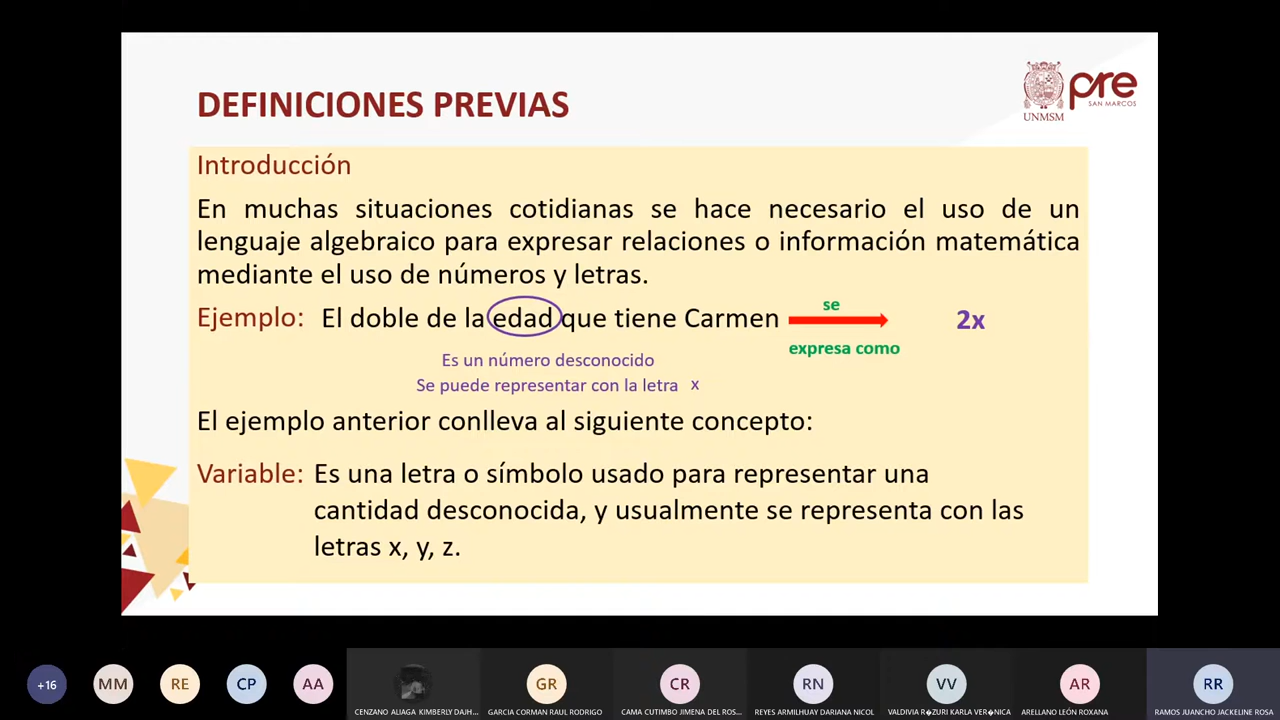 DEFINICIONES PREVIAS
UNMSM
pre
SAN MARCOS
Introducción
En muchas situaciones cotidianas se hace necesario el uso de un
lenguaje algebraico para expresar relaciones o información matemática
mediante el uso de números y letras.
Ejemplo: El doble de la edad que tiene Carmen se expresa como 2x
Es un número desconocido
Se puede representar con la letra x
El ejemplo anterior conlleva al siguiente concepto:
Variable: Es una letra o símbolo usado para representar una
cantidad desconocida, y usualmente se representa con las
letras x, y, z.
+16 MM RE CP AA GR CR RN VV AR RR
CENZANO ALIAGA KIMBERLY DAJH... GARCIA CORMAN RAUL RODRIGO CAMA CUTIMBO JIMENA DEL ROS... REYES ARMILHUAY DARIANA NICOL VALDIVIA R�ZURI KARLA VER�NICA ARELLANO LEÓN ROXANA RAMOS JUANCHO JACKELINE ROSA